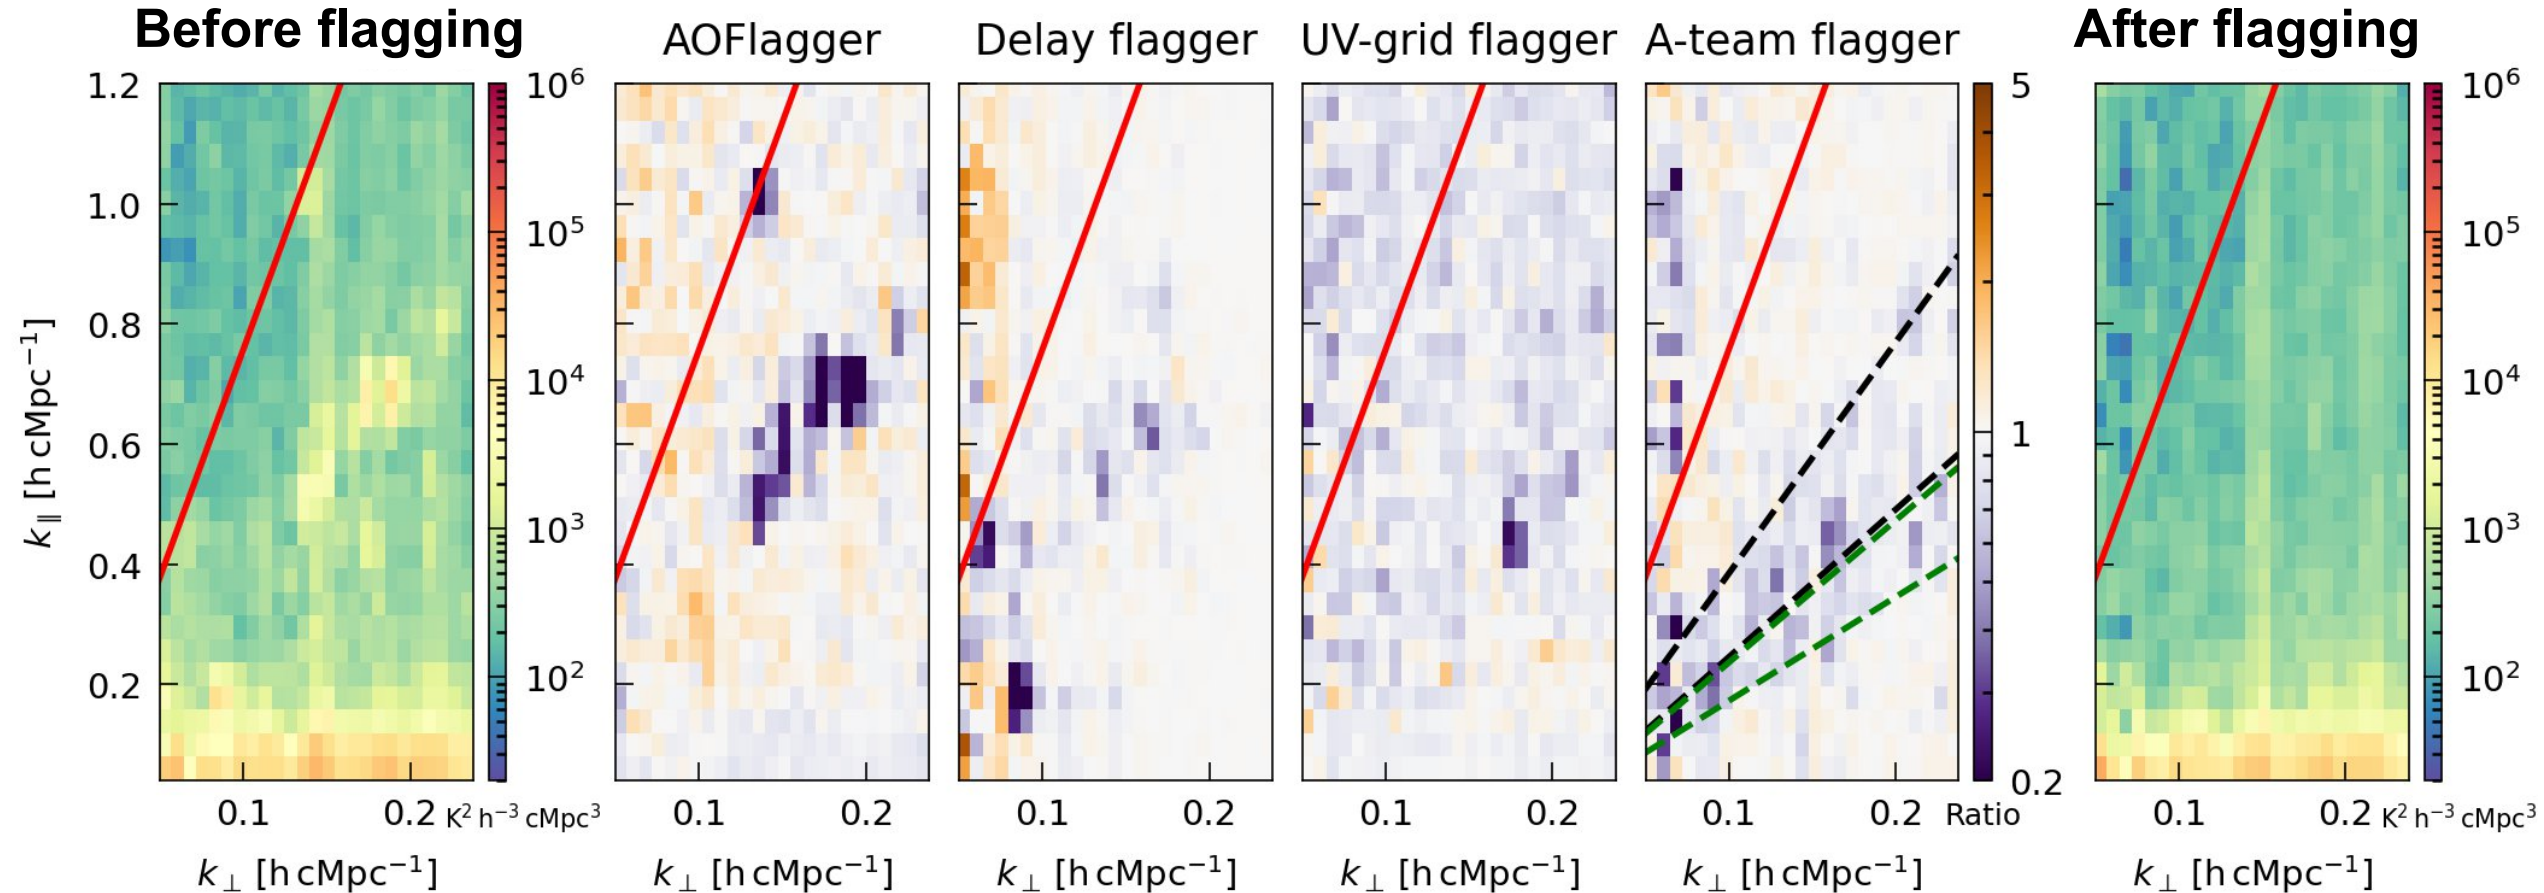 Before flagging
AOFlagger
Delay flagger
UV-grid flagger
A-team flagger
After flagging
1.2
1.0
0.8
0.6
0.4
0.2
k∥ [h cMpc⁻¹]
10⁶
10⁵
10⁴
10³
10²
5
1
0.2
10⁶
10⁵
10⁴
10³
10²
0.1 0.2 K² h⁻³ cMpc³
0.1 0.2
0.1 0.2
0.1 0.2
0.1 0.2 Ratio
0.1 0.2 K² h⁻³ cMpc³
k⊥ [h cMpc⁻¹]
k⊥ [h cMpc⁻¹]
k⊥ [h cMpc⁻¹]
k⊥ [h cMpc⁻¹]
k⊥ [h cMpc⁻¹]
k⊥ [h cMpc⁻¹]